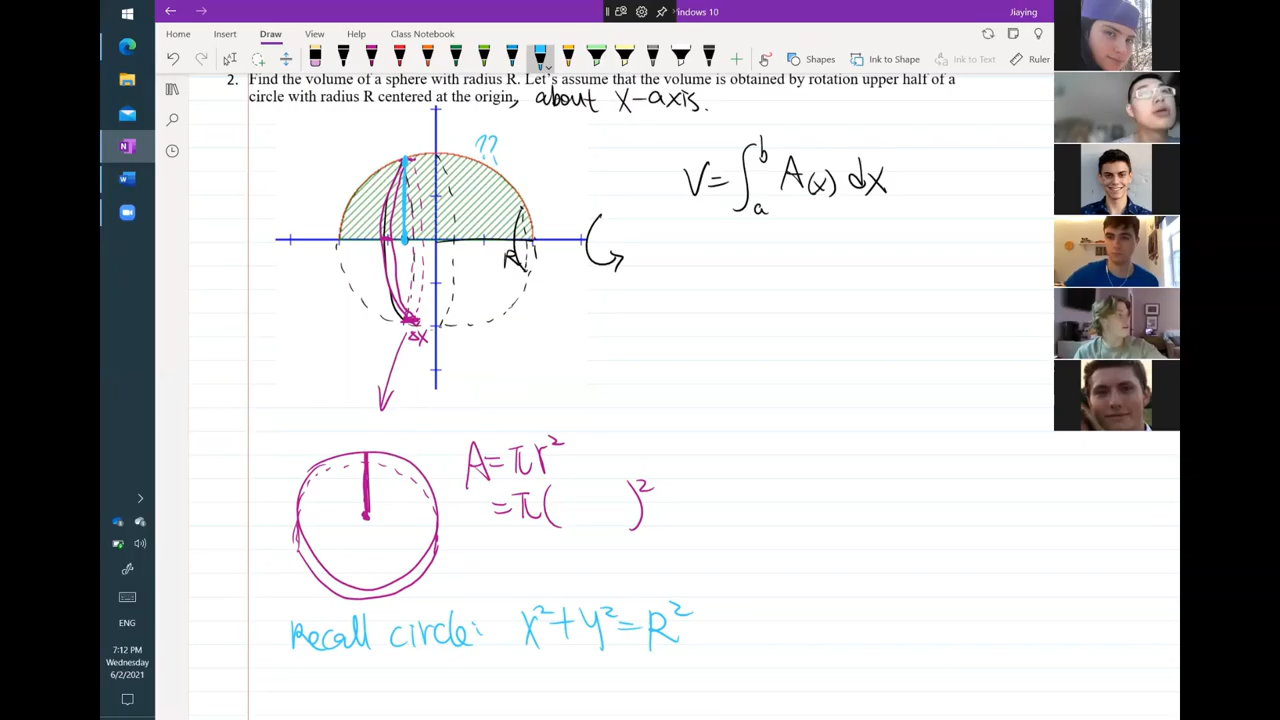 indows 10
Jiaying
Home Insert Draw View Help Class Notebook
Shapes Ink to Shape Ink to Text Ruler
2. Find the volume of a sphere with radius R. Let's assume that the volume is obtained by rotation upper half of a
circle with radius R centered at the origin, about X-axis.
??
V = ∫_a^b A(x) dx
R
ΔX
A = πr²
= π( )²
Recall circle: X² + Y² = R²
ENG
7:12 PM
Wednesday
6/2/2021